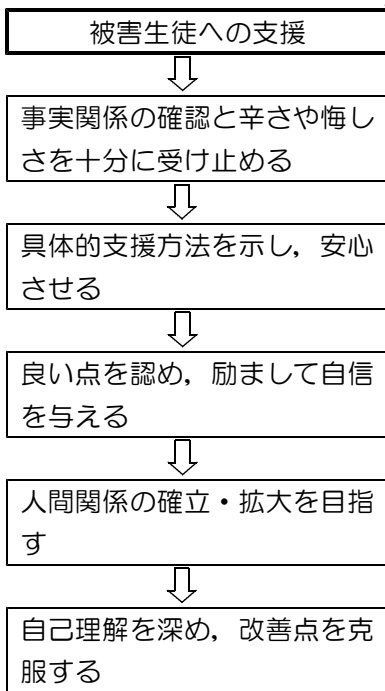 被害生徒への支援
事実関係の確認と辛さや悔し
さを十分に受け止める
具体的支援方法を示し，安心
させる
良い点を認め，励まして自信
を与える
人間関係の確立・拡大を目指
す
自己理解を深め，改善点を克
服する